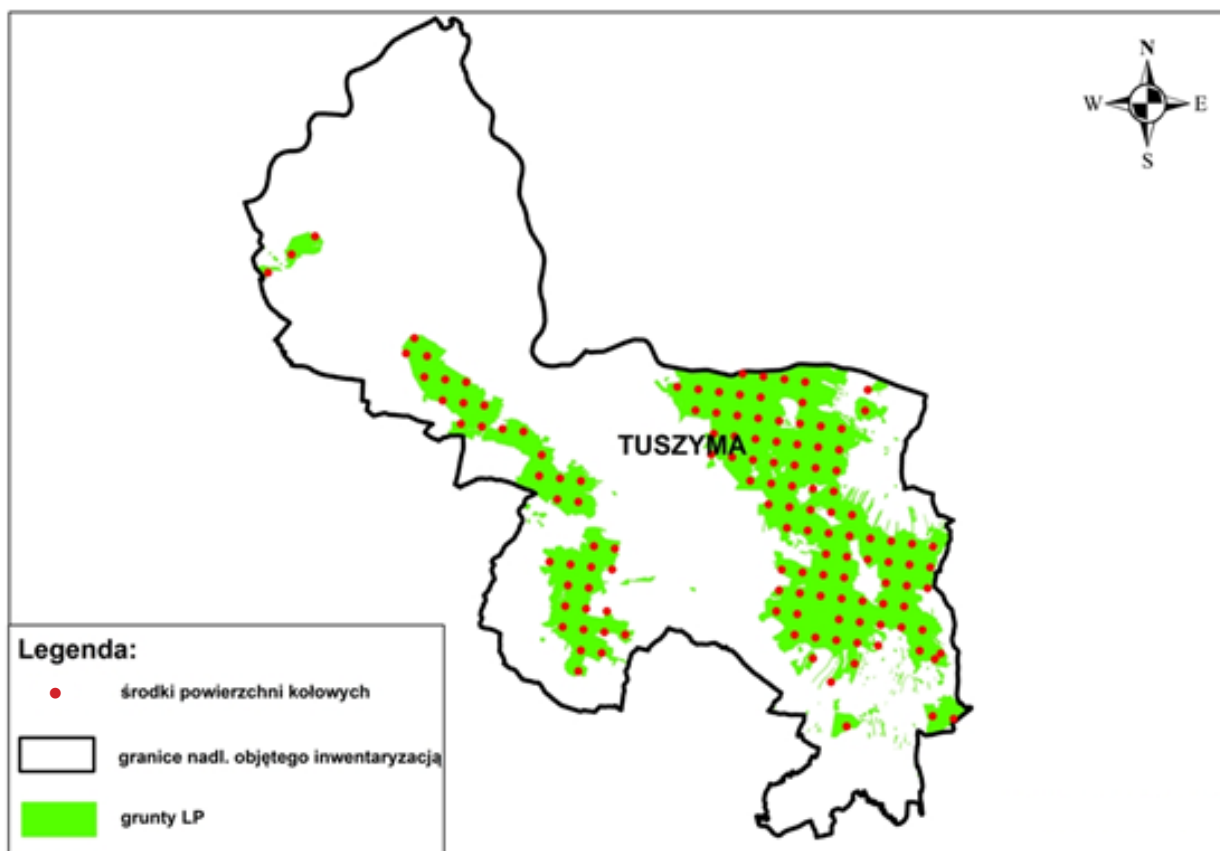 N
W E
S
TUSZYMA
Legenda:
środki powierzchni kołowych
granice nadl. objętego inwentaryzacją
grunty LP